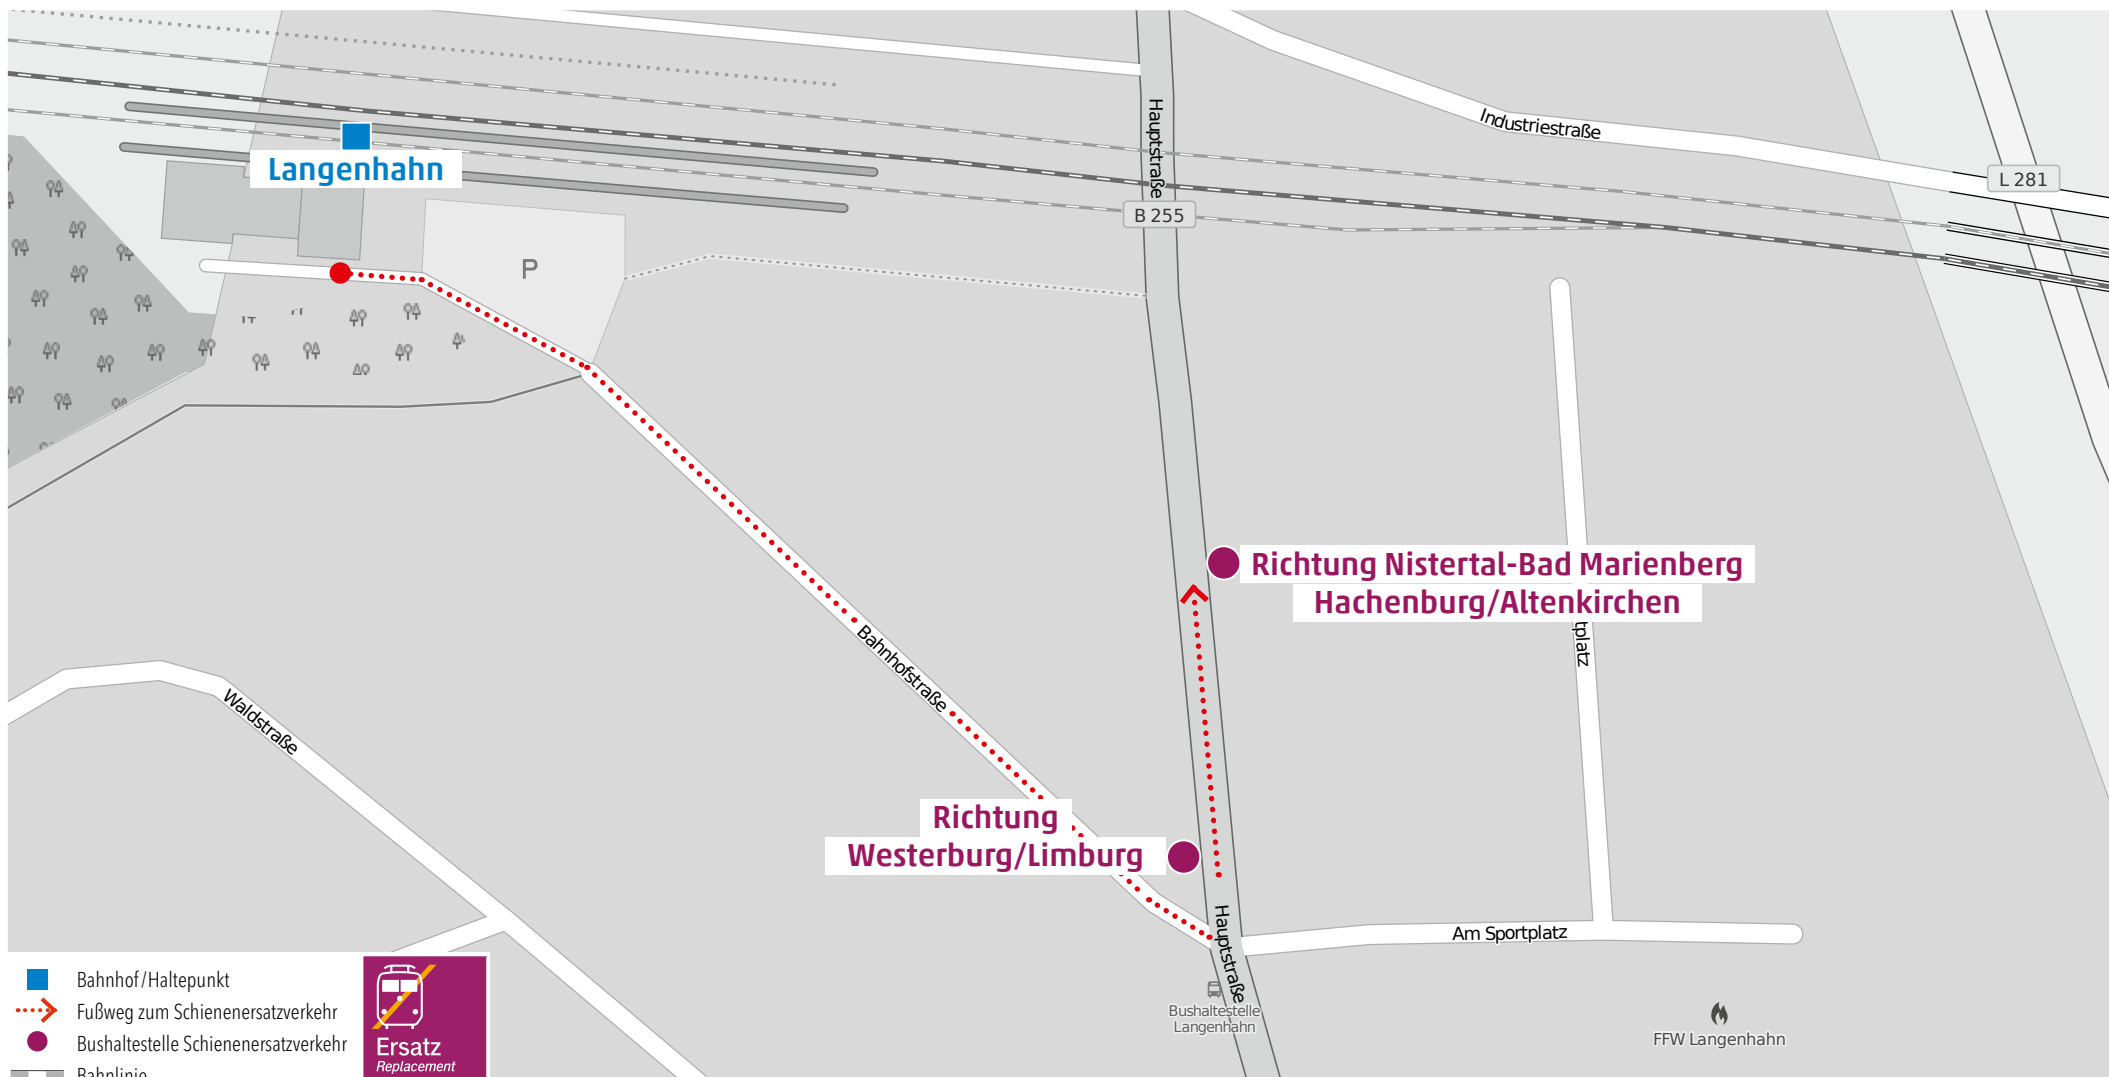 Hauptstraße
Industriestraße
L 281
Langenhahn
B 255
P
Richtung Nistertal-Bad Marienberg
Hachenburg/Altenkirchen
tplatz
Bahnhofstraße
Waldstraße
Richtung
Westerburg/Limburg
Hauptstraße
Am Sportplatz
Bushaltestelle
Langenhahn
FFW Langenhahn
Bahnhof/Haltepunkt
Fußweg zum Schienenersatzverkehr
Bushaltestelle Schienenersatzverkehr
Bahnlinie
Ersatz
Replacement